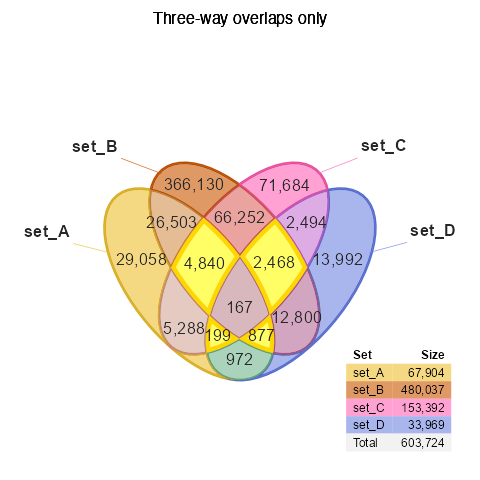 Three-way overlaps only
set_B
set_C
366,130
71,684
26,503
66,252
2,494
set_A
set_D
29,058
4,840
2,468
13,992
167
5,288
12,800
199
877
972
Set Size
set_A 67,904
set_B 480,037
set_C 153,392
set_D 33,969
Total 603,724